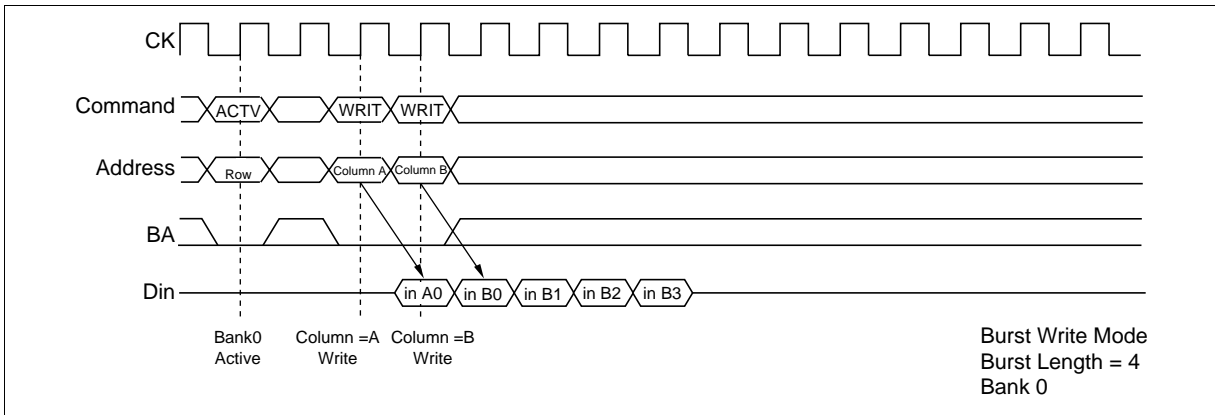 CK
Command ACTV WRIT WRIT
Address Row Column A Column B
BA
Din in A0 in B0 in B1 in B2 in B3
Bank0 Column =A Column =B
Active Write Write
Burst Write Mode
Burst Length = 4
Bank 0